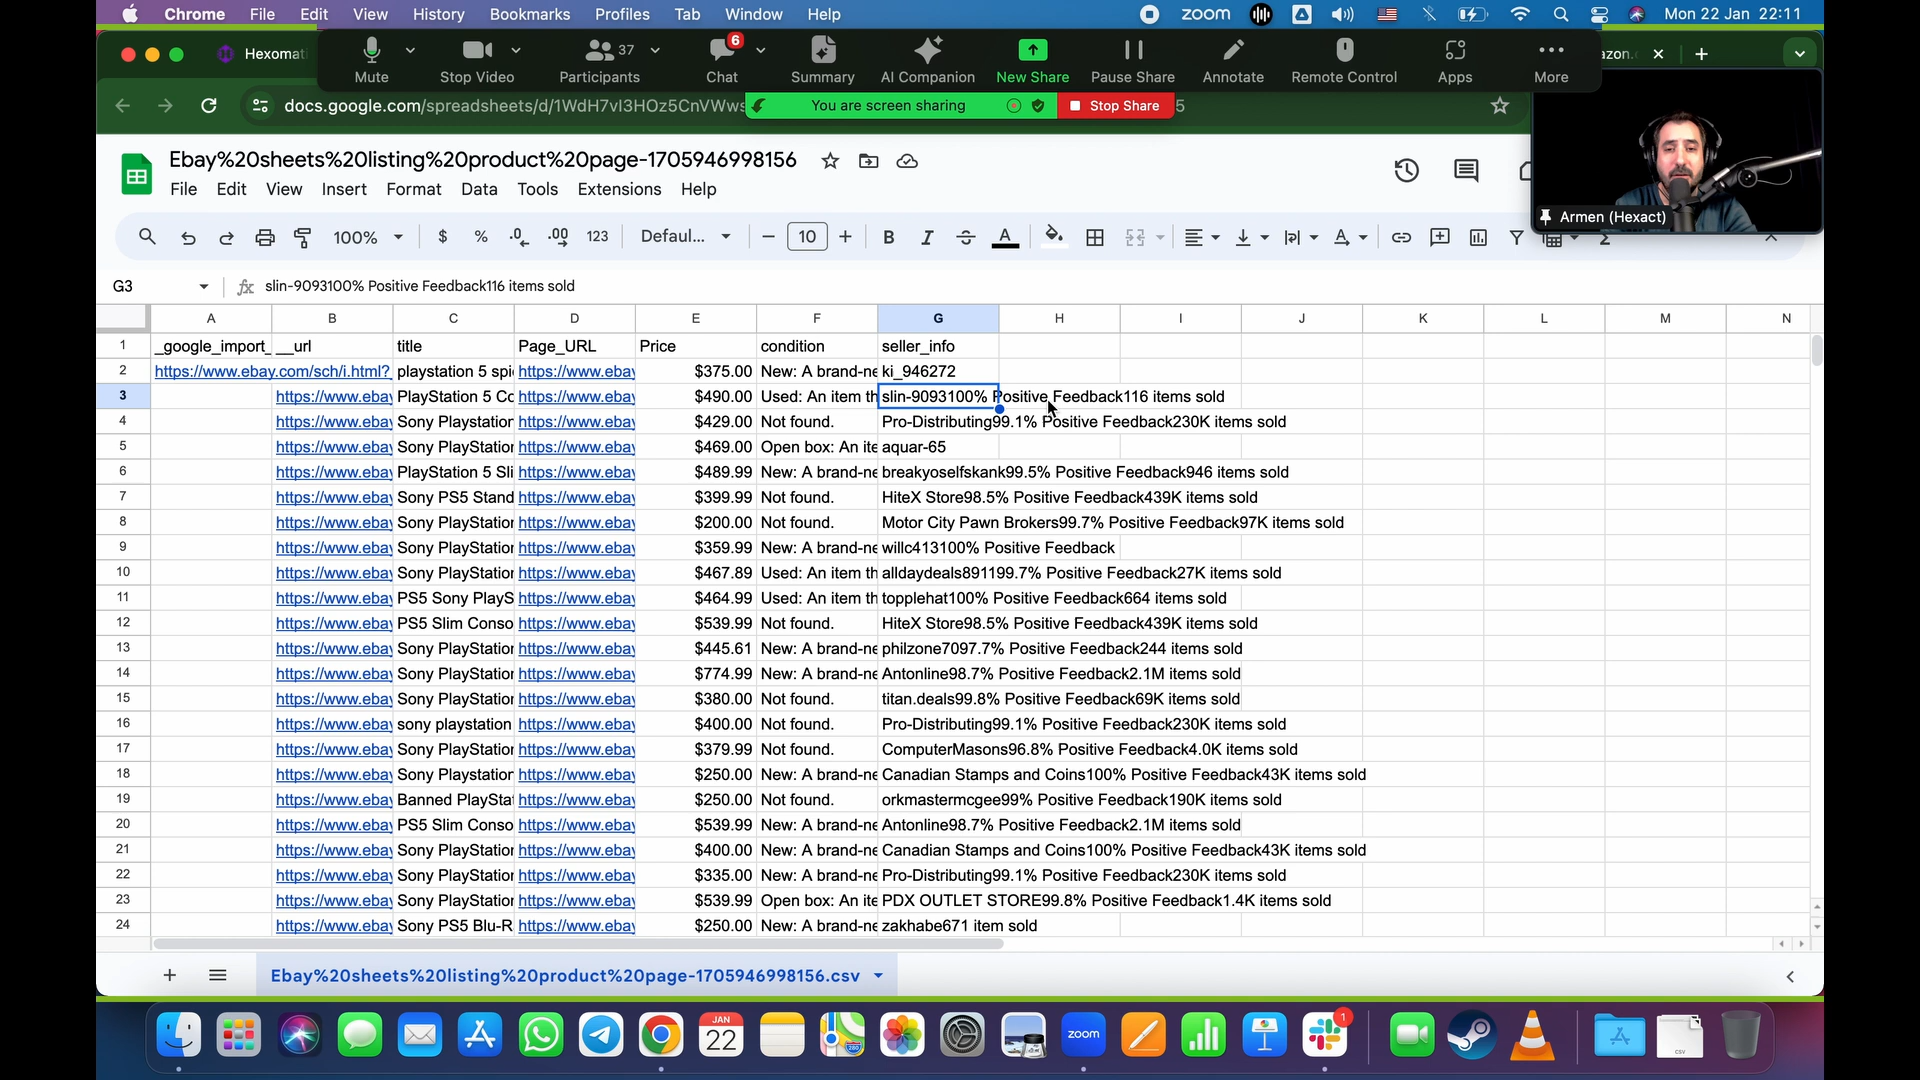 Chrome File Edit View History Bookmarks Profiles Tab Window Help zoom Mon 22 Jan 22:11
Hexomat
Mute Stop Video 37 Participants 6 Chat Summary AI Companion New Share Pause Share Annotate Remote Control Apps More
azon.
docs.google.com/spreadsheets/d/1WdH7vI3HOz5CnVWws
You are screen sharing Stop Share 5
Ebay%20sheets%20listing%20product%20page-1705946998156
File Edit View Insert Format Data Tools Extensions Help
Armen (Hexact)
100% $ % .0 .00 123 Defaul... 10 B I A
G3 fx slin-9093100% Positive Feedback116 items sold
A B C D E F G H I J K L M N
1 _google_import_ __url title Page_URL Price condition seller_info
2 https://www.ebay.com/sch/i.html? playstation 5 spi https://www.ebay $375.00 New: A brand-ne ki_946272
3 https://www.ebay PlayStation 5 Co https://www.ebay $490.00 Used: An item th slin-9093100% Positive Feedback116 items sold
4 https://www.ebay Sony Playstation https://www.ebay $429.00 Not found. Pro-Distributing99.1% Positive Feedback230K items sold
5 https://www.ebay Sony PlayStation https://www.ebay $469.00 Open box: An ite aquar-65
6 https://www.ebay PlayStation 5 Sli https://www.ebay $489.99 New: A brand-ne breakyoselfskank99.5% Positive Feedback946 items sold
7 https://www.ebay Sony PS5 Stand https://www.ebay $399.99 Not found. HiteX Store98.5% Positive Feedback439K items sold
8 https://www.ebay Sony PlayStation https://www.ebay $200.00 Not found. Motor City Pawn Brokers99.7% Positive Feedback97K items sold
9 https://www.ebay Sony PlayStation https://www.ebay $359.99 New: A brand-ne willc413100% Positive Feedback
10 https://www.ebay Sony PlayStation https://www.ebay $467.89 Used: An item th alldaydeals891199.7% Positive Feedback27K items sold
11 https://www.ebay PS5 Sony PlayS https://www.ebay $464.99 Used: An item th topplehat100% Positive Feedback664 items sold
12 https://www.ebay PS5 Slim Conso https://www.ebay $539.99 Not found. HiteX Store98.5% Positive Feedback439K items sold
13 https://www.ebay Sony PlayStation https://www.ebay $445.61 New: A brand-ne philzone7097.7% Positive Feedback244 items sold
14 https://www.ebay Sony PlayStation https://www.ebay $774.99 New: A brand-ne Antonline98.7% Positive Feedback2.1M items sold
15 https://www.ebay Sony PlayStation https://www.ebay $380.00 Not found. titan.deals99.8% Positive Feedback69K items sold
16 https://www.ebay sony playstation https://www.ebay $400.00 Not found. Pro-Distributing99.1% Positive Feedback230K items sold
17 https://www.ebay Sony PlayStation https://www.ebay $379.99 Not found. ComputerMasons96.8% Positive Feedback4.0K items sold
18 https://www.ebay Sony Playstation https://www.ebay $250.00 New: A brand-ne Canadian Stamps and Coins100% Positive Feedback43K items sold
19 https://www.ebay Banned PlayStat https://www.ebay $250.00 Not found. orkmastermcgee99% Positive Feedback190K items sold
20 https://www.ebay PS5 Slim Conso https://www.ebay $539.99 New: A brand-ne Antonline98.7% Positive Feedback2.1M items sold
21 https://www.ebay Sony PlayStation https://www.ebay $400.00 New: A brand-ne Canadian Stamps and Coins100% Positive Feedback43K items sold
22 https://www.ebay Sony PlayStation https://www.ebay $335.00 New: A brand-ne Pro-Distributing99.1% Positive Feedback230K items sold
23 https://www.ebay Sony PlayStation https://www.ebay $539.99 Open box: An ite PDX OUTLET STORE99.8% Positive Feedback1.4K items sold
24 https://www.ebay Sony PS5 Blu-R https://www.ebay $250.00 New: A brand-ne zakhabe671 item sold
Ebay%20sheets%20listing%20product%20page-1705946998156.csv
JAN 22 zoom 1 CSV